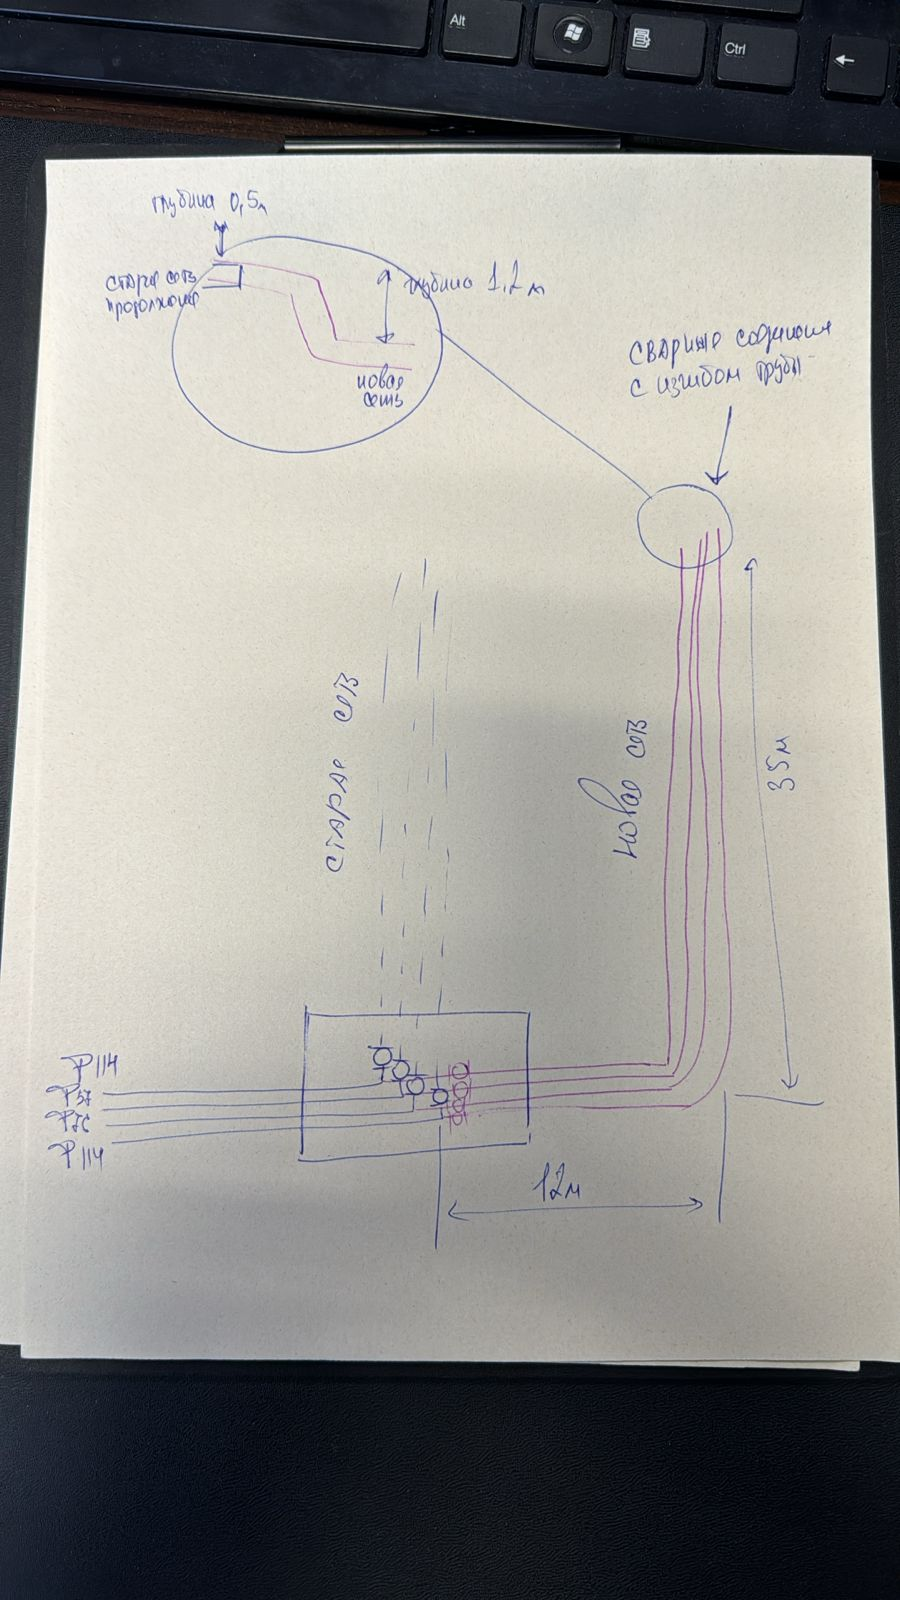 Alt
Ctrl
глубина 0,5м
старая сеть
продолжение
глубина 1,2м
новая
сеть
СВАРНЫЕ соединения
с изгибом трубы
СТАРАЯ СЕТЬ
новая сеть
35м
Ф114
Ф57
Ф76
Ф114
12м